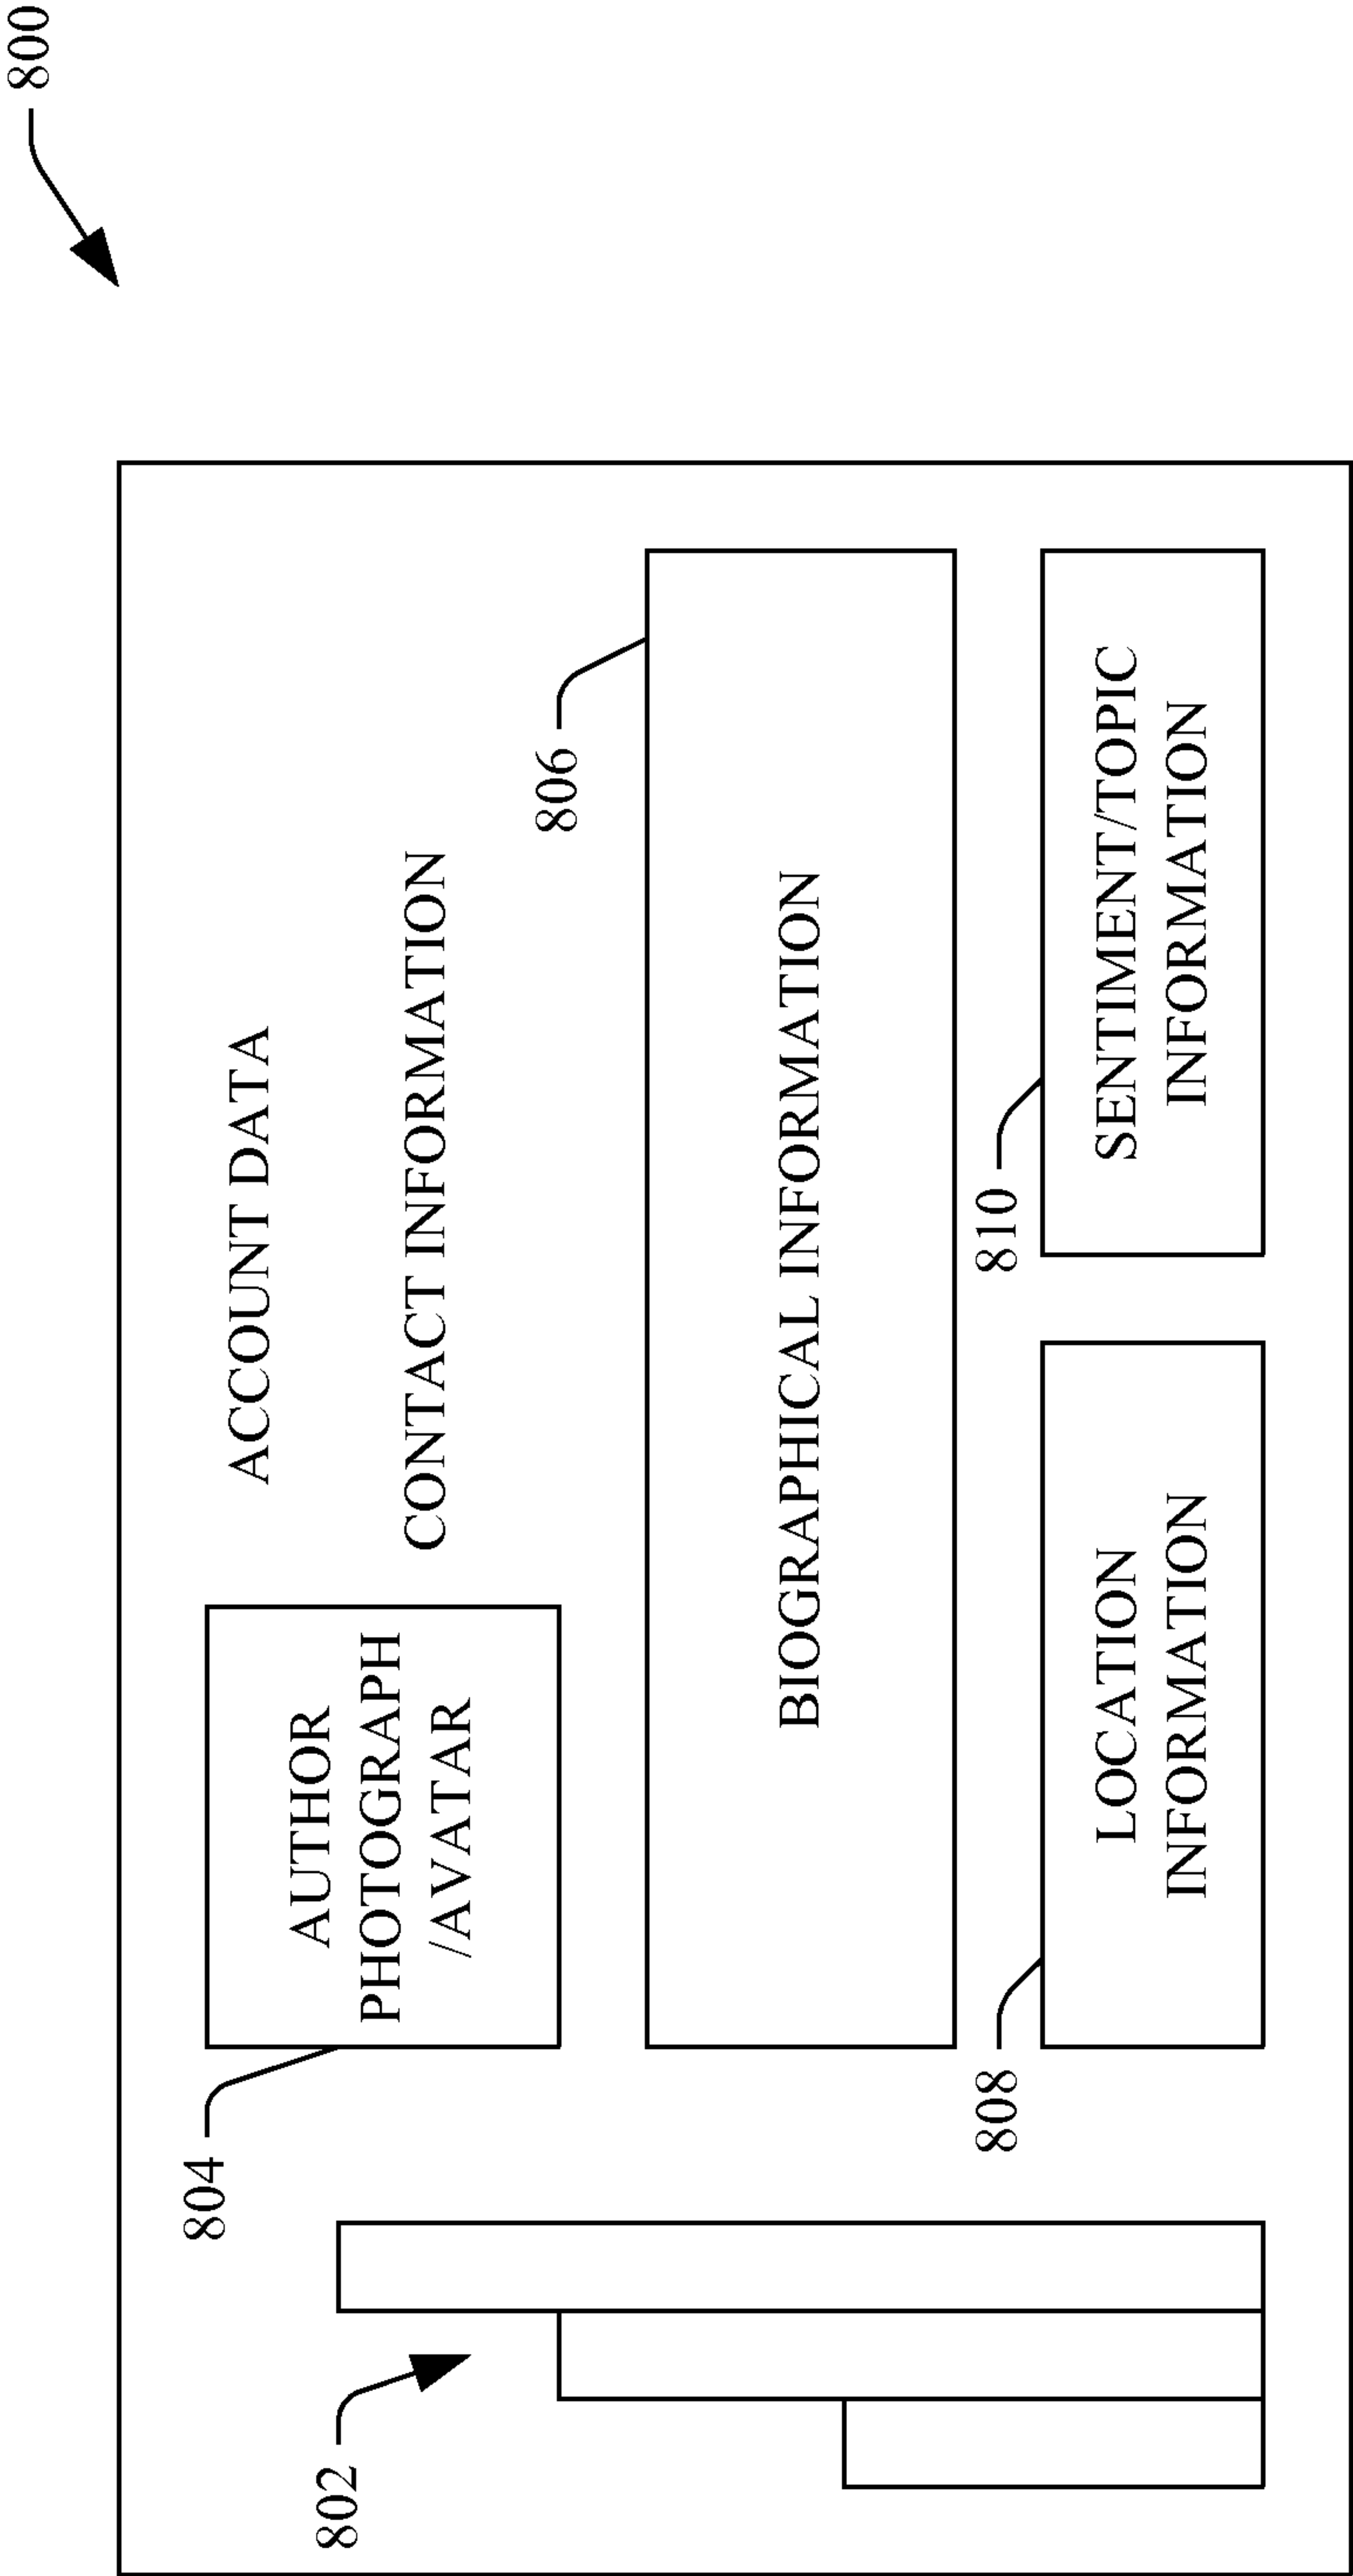 800
802
804
AUTHOR
PHOTOGRAPH
/AVATAR
ACCOUNT DATA
CONTACT INFORMATION
806
BIOGRAPHICAL INFORMATION
808
LOCATION
INFORMATION
810
SENTIMENT/TOPIC
INFORMATION